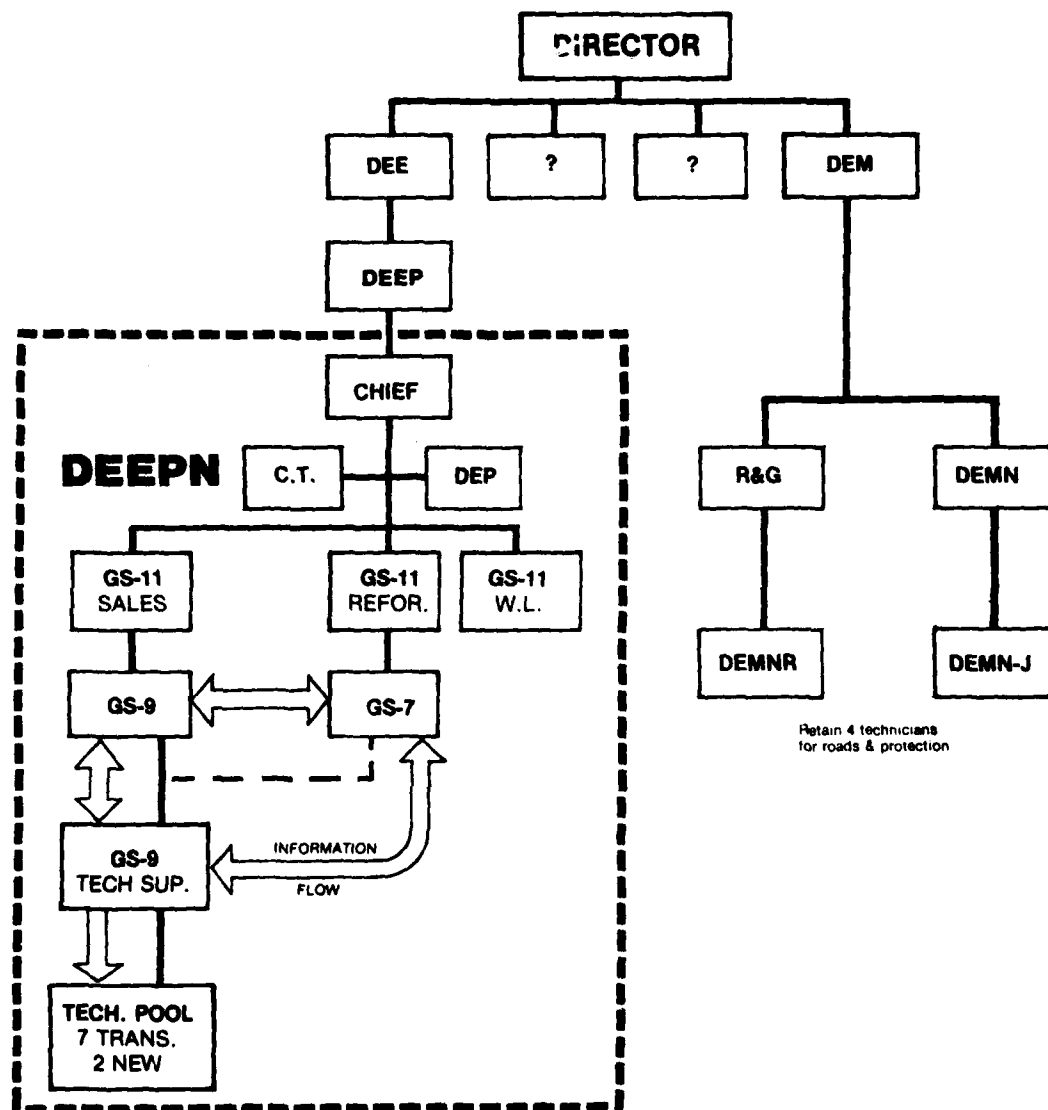 DIRECTOR
DEE
?
?
DEM
DEEP
CHIEF
DEEPN
C.T.
DEP
R&G
DEMN
GS-11
SALES
GS-11
REFOR.
GS-11
W.L.
DEMNR
DEMN-J
GS-9
GS-7
Retain 4 technicians
for roads & protection
GS-9
TECH SUP.
INFORMATION
FLOW
TECH. POOL
7 TRANS.
2 NEW